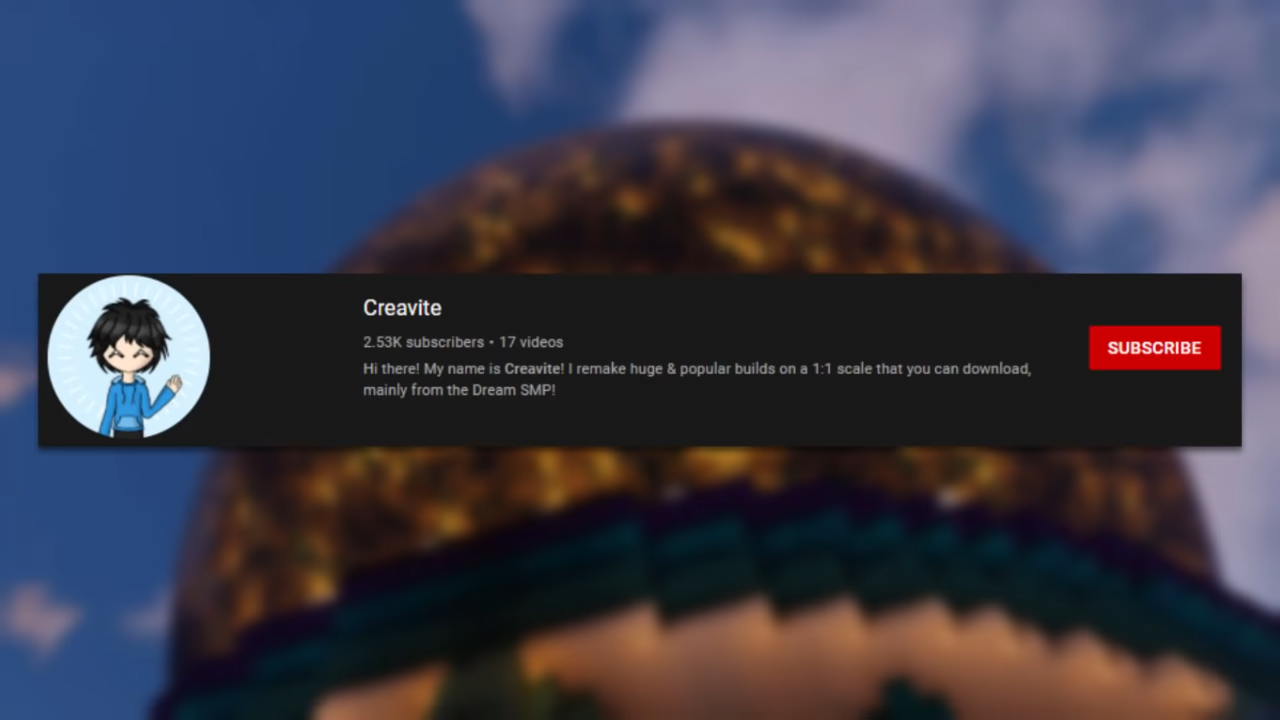 Creavite
2.53K subscribers • 17 videos
Hi there! My name is Creavite! I remake huge & popular builds on a 1:1 scale that you can download,
mainly from the Dream SMP!
SUBSCRIBE